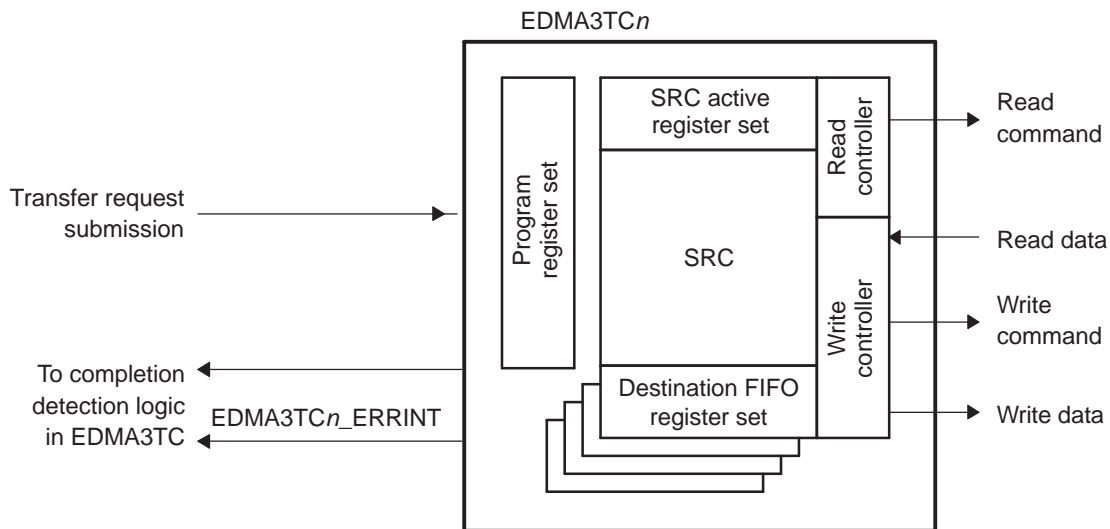 EDMA3TCn
SRC active
register set
Read
controller
Read
command
Program
register set
Transfer request
submission
SRC
Read data
Write
controller
Write
command
To completion
detection logic
in EDMA3TC
EDMA3TCn_ERRINT
Destination FIFO
register set
Write data